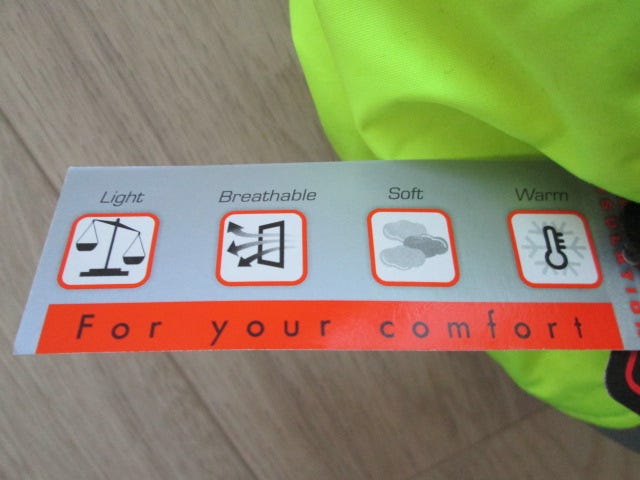 Light Breathable Soft Warm
For your comfort